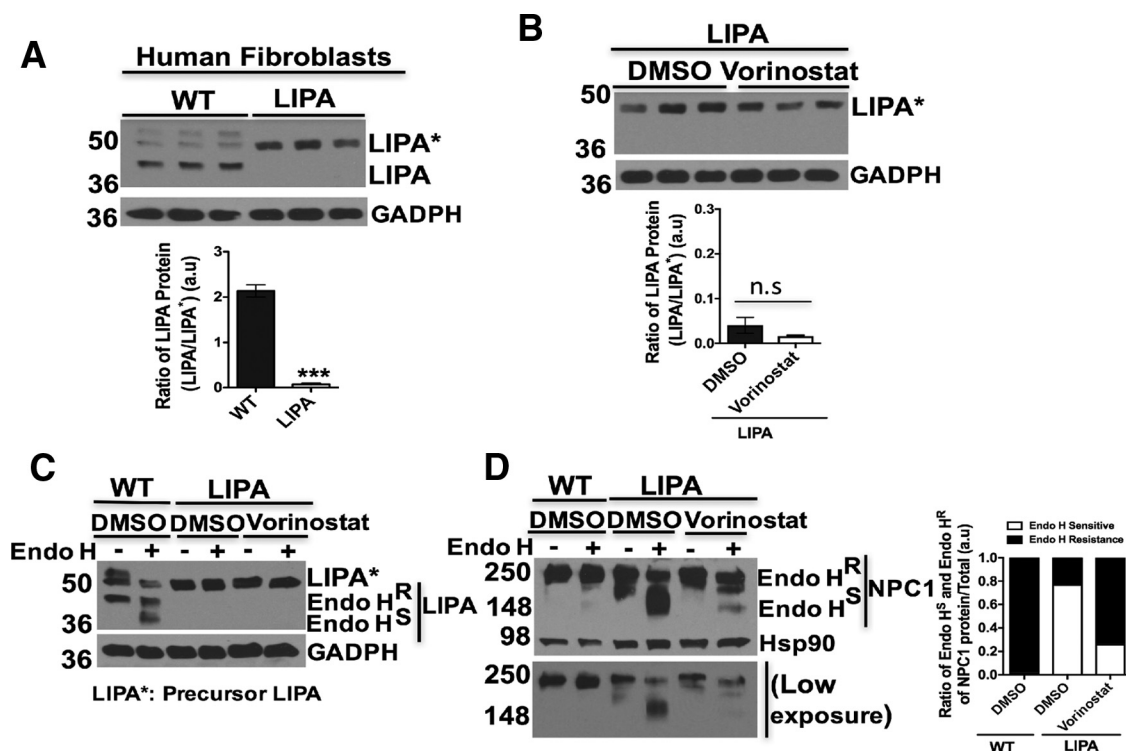 A
Human Fibroblasts
WT LIPA
50
36
LIPA*
LIPA
36
GADPH
Ratio of LIPA Protein
(LIPA/LIPA*) (a.u)
3
2
1
0
***
WT
LIPA
B
LIPA
DMSO Vorinostat
50
36
LIPA*
36
GADPH
Ratio of LIPA Protein
(LIPA/LIPA*) (a.u)
0.3
0.2
0.1
0.0
n.s
DMSO
Vorinostat
LIPA
C
WT LIPA
DMSO DMSO Vorinostat
Endo H - + - + - +
50
36
LIPA*
Endo H R
Endo H S
LIPA
36
GADPH
LIPA*: Precursor LIPA
D
WT LIPA
DMSO DMSO Vorinostat
Endo H - + - + - +
250
148
98
Endo H R
Endo H S
NPC1
Hsp90
250
148
(Low
exposure)
Endo H Sensitive
Endo H Resistance
Ratio of Endo H S and Endo H R
of NPC1 protein/Total (a.u)
1.0
0.8
0.6
0.4
0.2
0.0
DMSO
DMSO
Vorinostat
WT LIPA